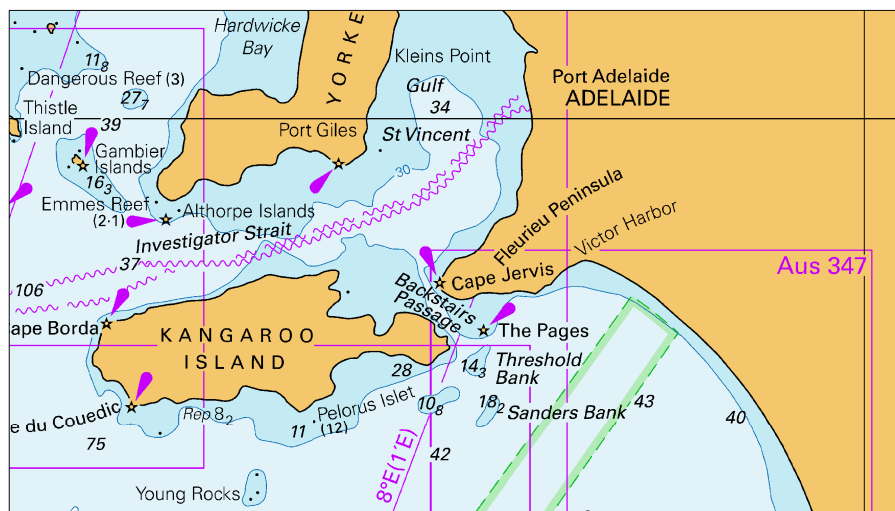 Hardwicke
Bay
YORKE
Kleins Point
11₈
Dangerous Reef (3)
27₇
Gulf
34
Port Adelaide
ADELAIDE
Thistle
Island
39
Port Giles
St Vincent
Gambier
Islands
16₃
30
Emmes Reef
(2·1)
Althorpe Islands
Investigator Strait
Fleurieu Peninsula
Victor Harbor
37
106
Cape Jervis
Aus 347
Backstairs
Passage
ape Borda
KANGAROO
ISLAND
The Pages
Threshold
Bank
14₃
28
10₈
18₂
Sanders Bank
43
40
e du Couedic
Rep 8₂
Pelorus Islet
(12)
11
75
42
8°E(1'E)
Young Rocks